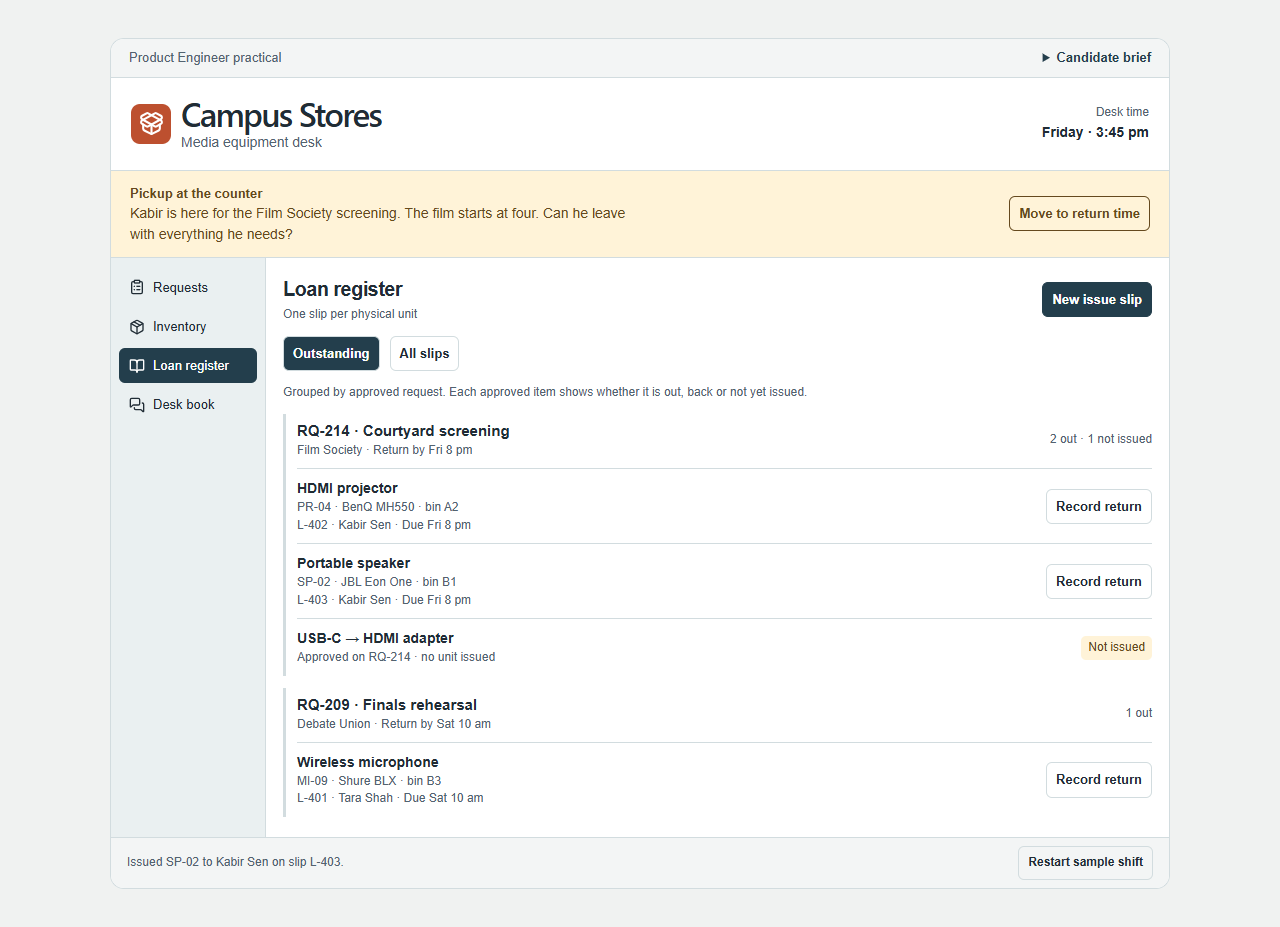 Product Engineer practical
▶ Candidate brief
Campus Stores
Media equipment desk
Desk time
Friday · 3:45 pm
Pickup at the counter
Kabir is here for the Film Society screening. The film starts at four. Can he leave
with everything he needs?
Move to return time
Requests
Inventory
Loan register
Desk book
Loan register
One slip per physical unit
New issue slip
Outstanding
All slips
Grouped by approved request. Each approved item shows whether it is out, back or not yet issued.
RQ-214 · Courtyard screening
Film Society · Return by Fri 8 pm
2 out · 1 not issued
HDMI projector
PR-04 · BenQ MH550 · bin A2
L-402 · Kabir Sen · Due Fri 8 pm
Record return
Portable speaker
SP-02 · JBL Eon One · bin B1
L-403 · Kabir Sen · Due Fri 8 pm
Record return
USB-C → HDMI adapter
Approved on RQ-214 · no unit issued
Not issued
RQ-209 · Finals rehearsal
Debate Union · Return by Sat 10 am
1 out
Wireless microphone
MI-09 · Shure BLX · bin B3
L-401 · Tara Shah · Due Sat 10 am
Record return
Issued SP-02 to Kabir Sen on slip L-403.
Restart sample shift